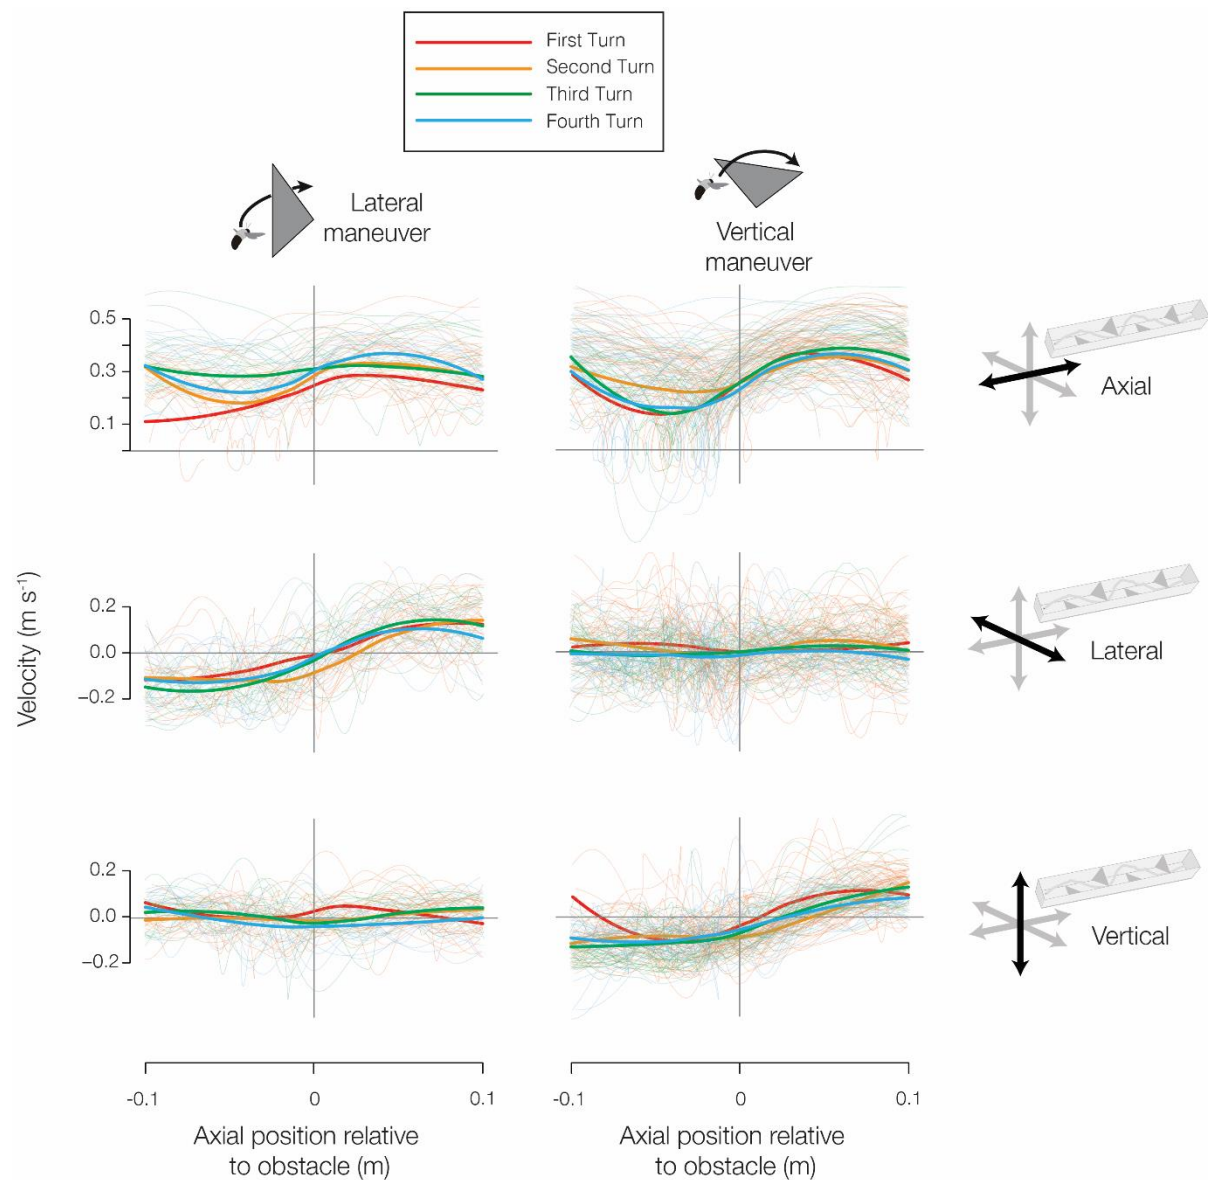 First Turn
Second Turn
Third Turn
Fourth Turn
Lateral
maneuver
Vertical
maneuver
0.5
0.3
0.1
Axial
Velocity (m s⁻¹)
0.2
0.0
−0.2
Lateral
0.2
0.0
−0.2
Vertical
-0.1
0
0.1
-0.1
0
0.1
Axial position relative
to obstacle (m)
Axial position relative
to obstacle (m)